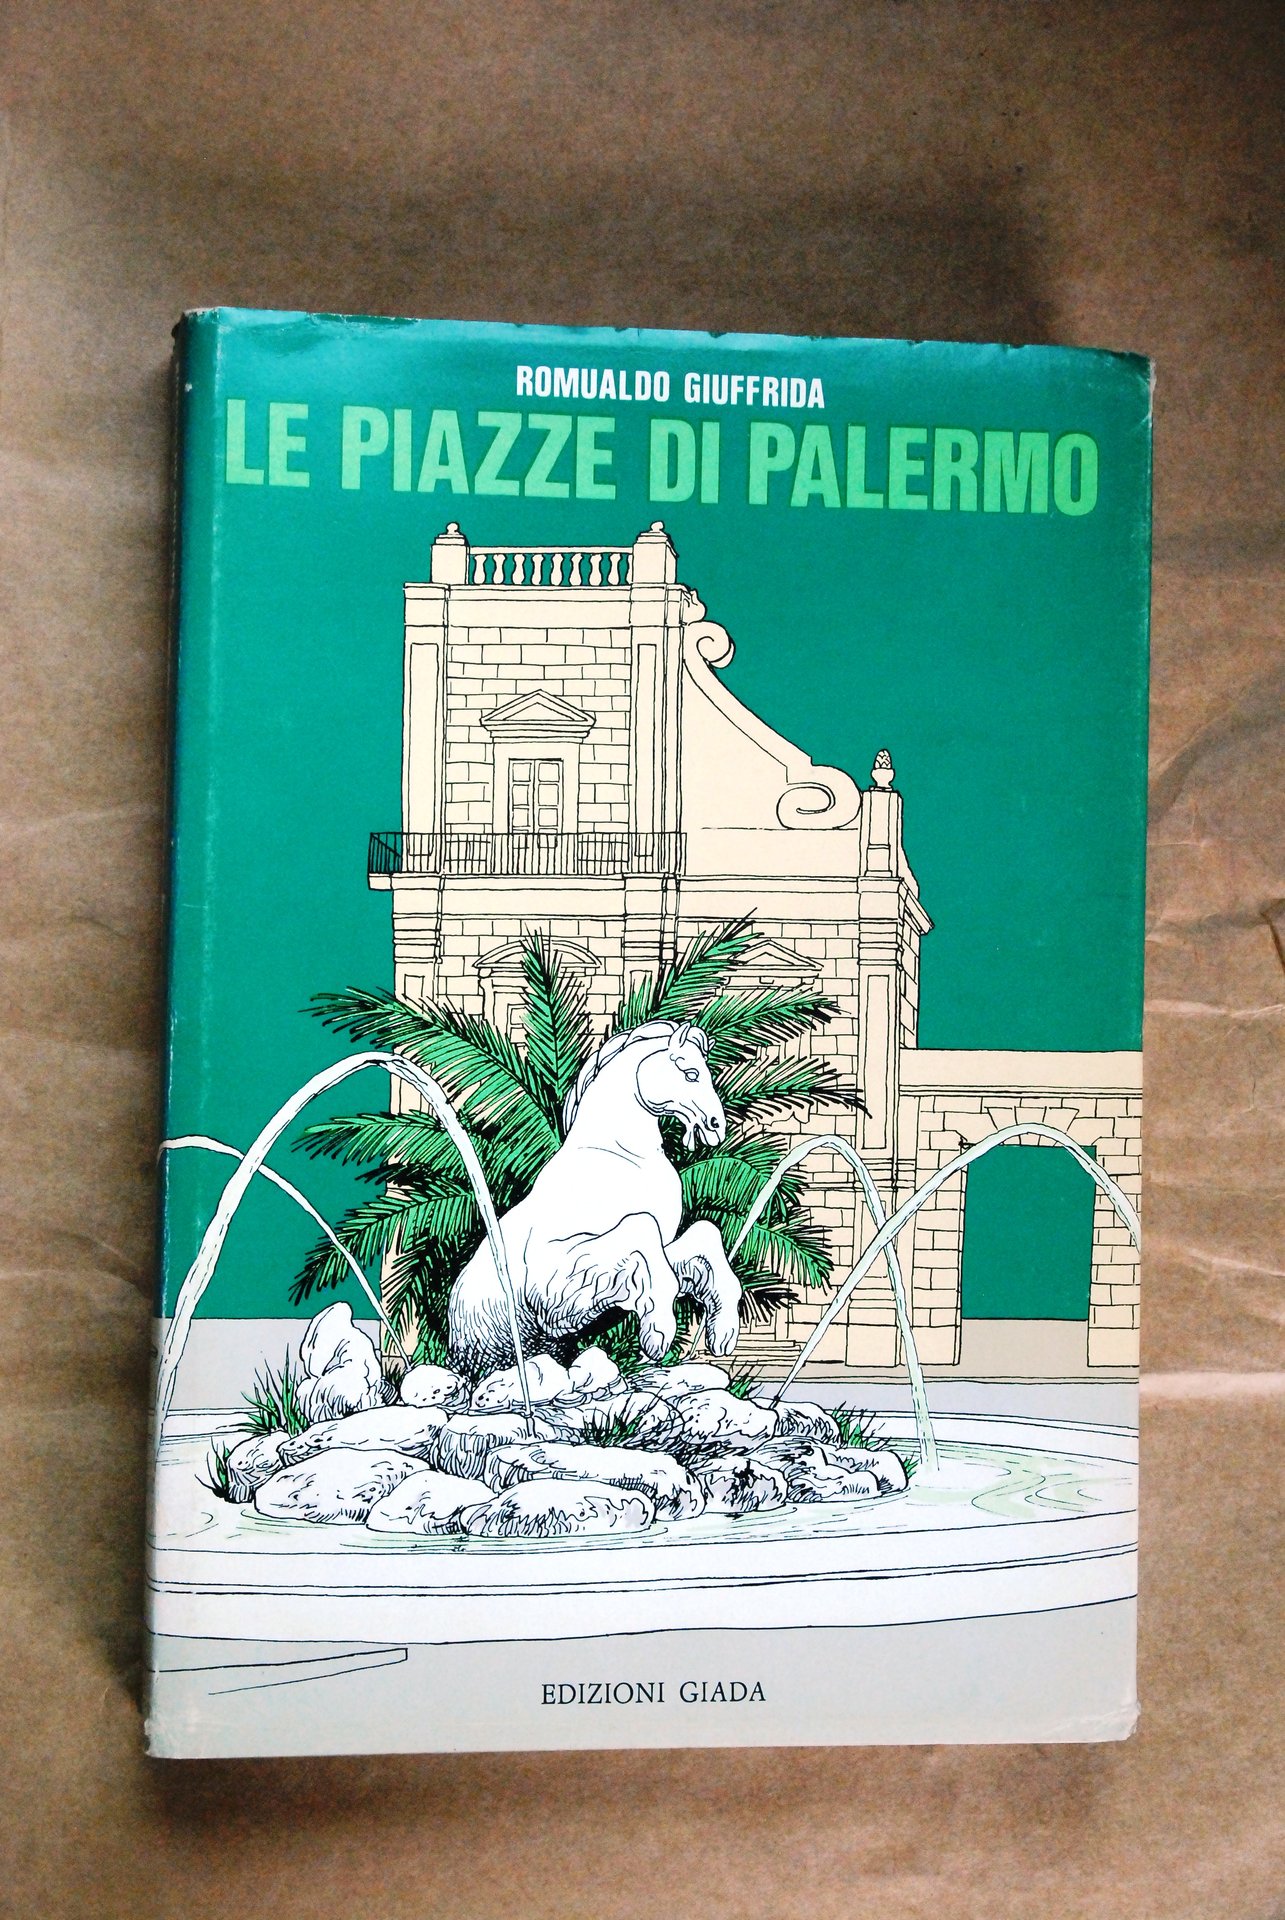 ROMUALDO GIUFFRIDA
LE PIAZZE DI PALERMO
EDIZIONI GIADA